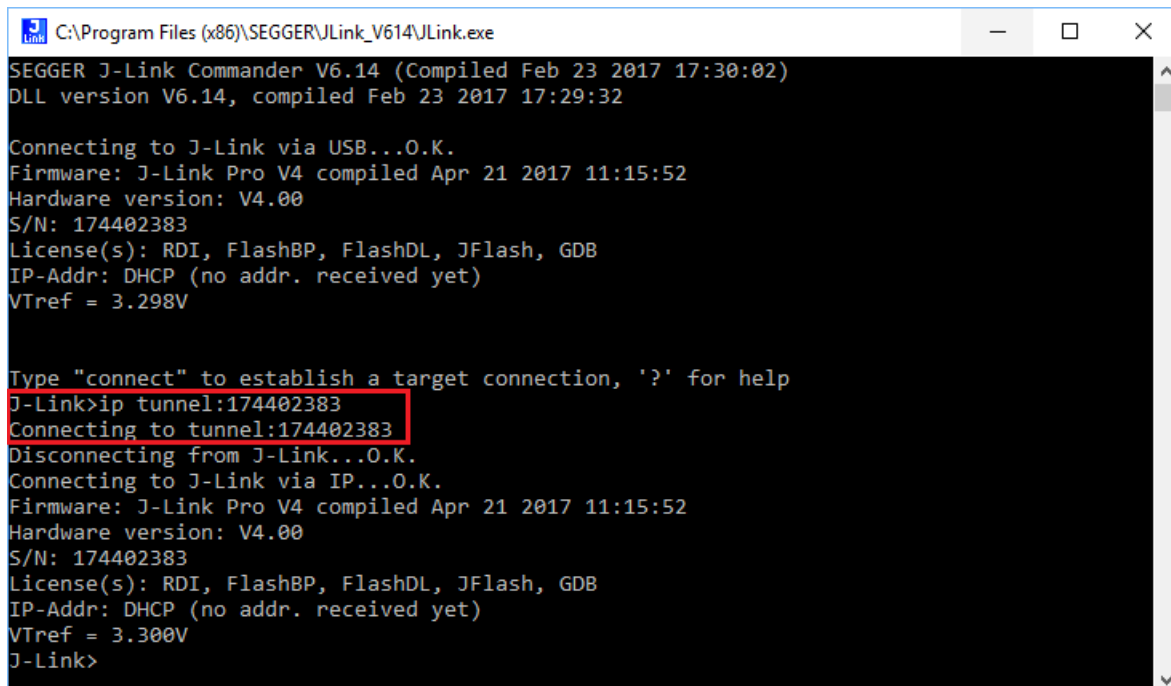 J Link C:\Program Files (x86)\SEGGER\JLink_V614\JLink.exe
SEGGER J-Link Commander V6.14 (Compiled Feb 23 2017 17:30:02)
DLL version V6.14, compiled Feb 23 2017 17:29:32
Connecting to J-Link via USB...O.K.
Firmware: J-Link Pro V4 compiled Apr 21 2017 11:15:52
Hardware version: V4.00
S/N: 174402383
License(s): RDI, FlashBP, FlashDL, JFlash, GDB
IP-Addr: DHCP (no addr. received yet)
VTref = 3.298V
Type "connect" to establish a target connection, '?' for help
J-Link>ip tunnel:174402383
Connecting to tunnel:174402383
Disconnecting from J-Link...O.K.
Connecting to J-Link via IP...O.K.
Firmware: J-Link Pro V4 compiled Apr 21 2017 11:15:52
Hardware version: V4.00
S/N: 174402383
License(s): RDI, FlashBP, FlashDL, JFlash, GDB
IP-Addr: DHCP (no addr. received yet)
VTref = 3.300V
J-Link>